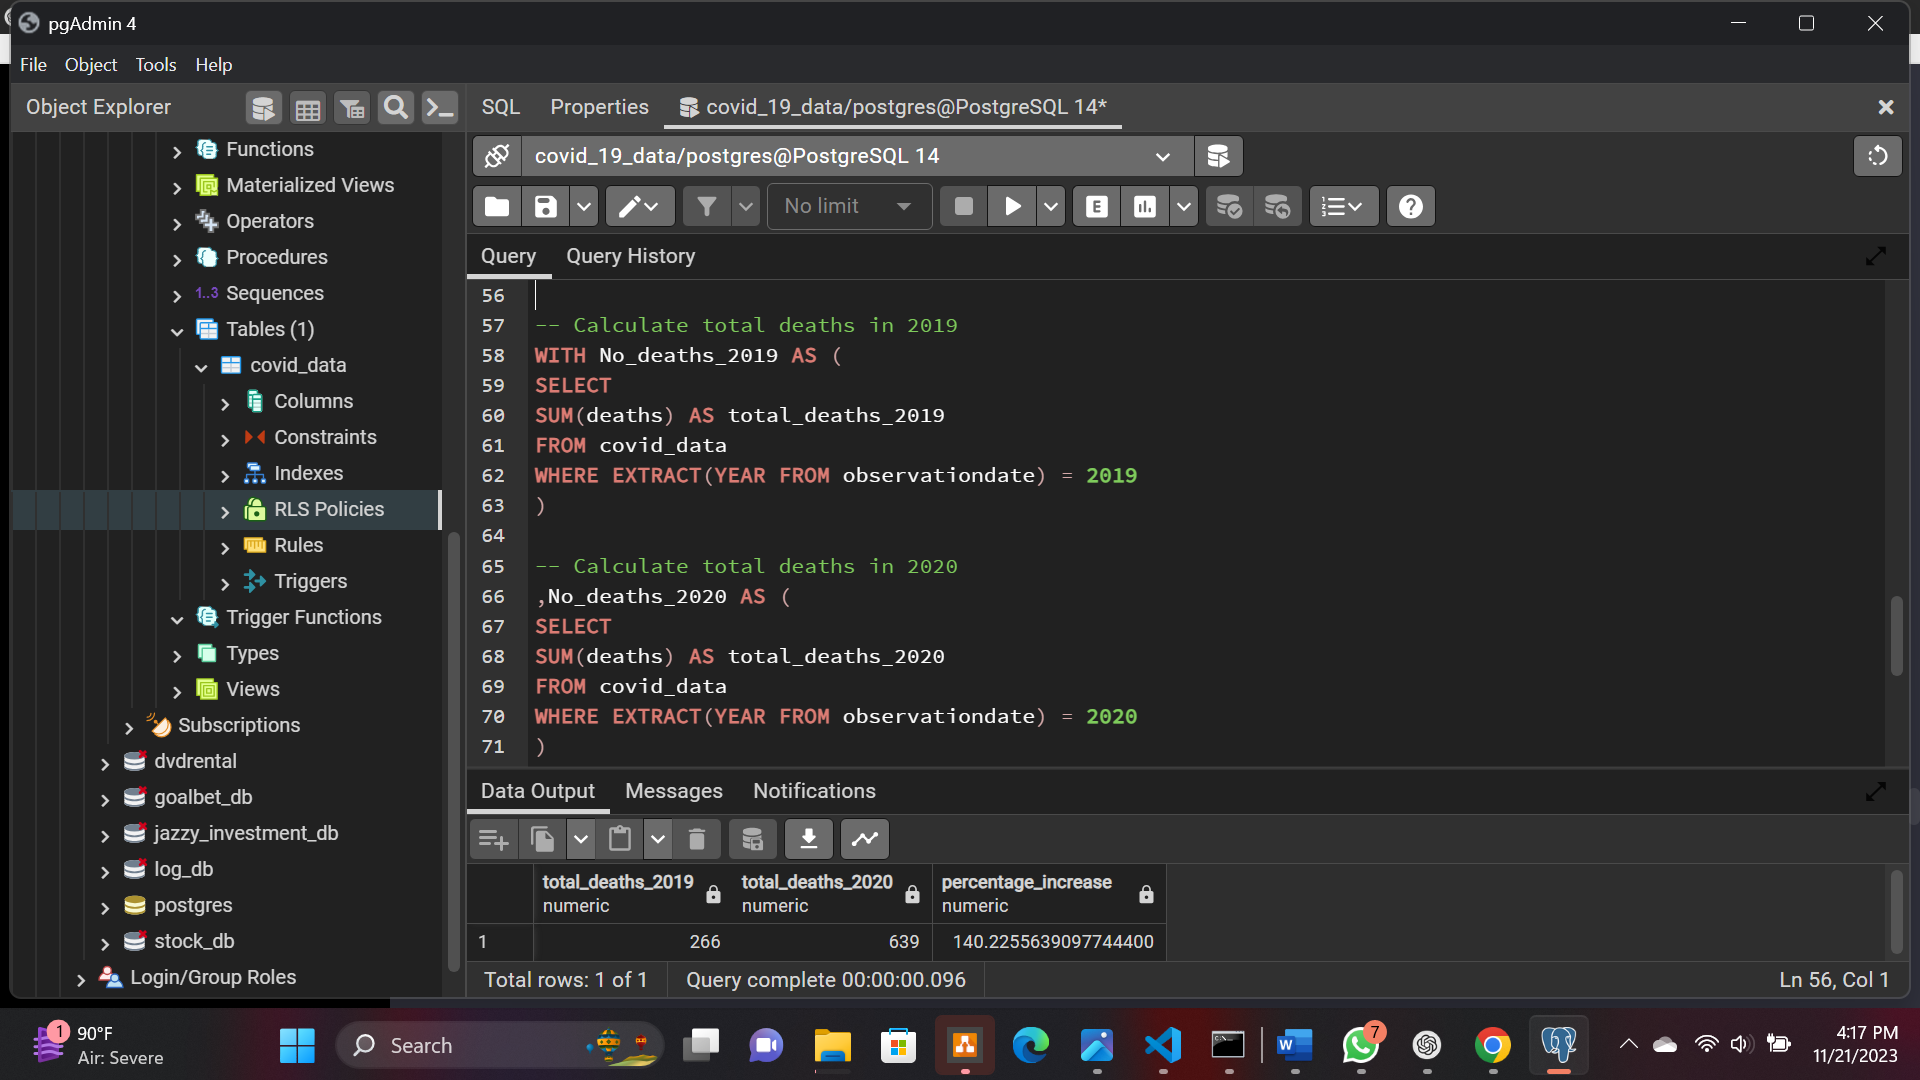 pgAdmin 4
File Object Tools Help
Object Explorer
SQL Properties covid_19_data/postgres@PostgreSQL 14*
covid_19_data/postgres@PostgreSQL 14
No limit
E
Query Query History
Functions
Materialized Views
Operators
Procedures
1..3 Sequences
Tables (1)
covid_data
Columns
Constraints
Indexes
RLS Policies
Rules
Triggers
Trigger Functions
Types
Views
Subscriptions
dvdrental
goalbet_db
jazzy_investment_db
log_db
postgres
stock_db
Login/Group Roles
56
57 -- Calculate total deaths in 2019
58 WITH No_deaths_2019 AS (
59 SELECT
60 SUM(deaths) AS total_deaths_2019
61 FROM covid_data
62 WHERE EXTRACT(YEAR FROM observationdate) = 2019
63 )
64
65 -- Calculate total deaths in 2020
66 ,No_deaths_2020 AS (
67 SELECT
68 SUM(deaths) AS total_deaths_2020
69 FROM covid_data
70 WHERE EXTRACT(YEAR FROM observationdate) = 2020
71 )
Data Output Messages Notifications
total_deaths_2019 total_deaths_2020 percentage_increase
numeric numeric numeric
1 266 639 140.2255639097744400
Total rows: 1 of 1 Query complete 00:00:00.096 Ln 56, Col 1
1 90°F
Air: Severe
Search
W
7
4:17 PM
11/21/2023